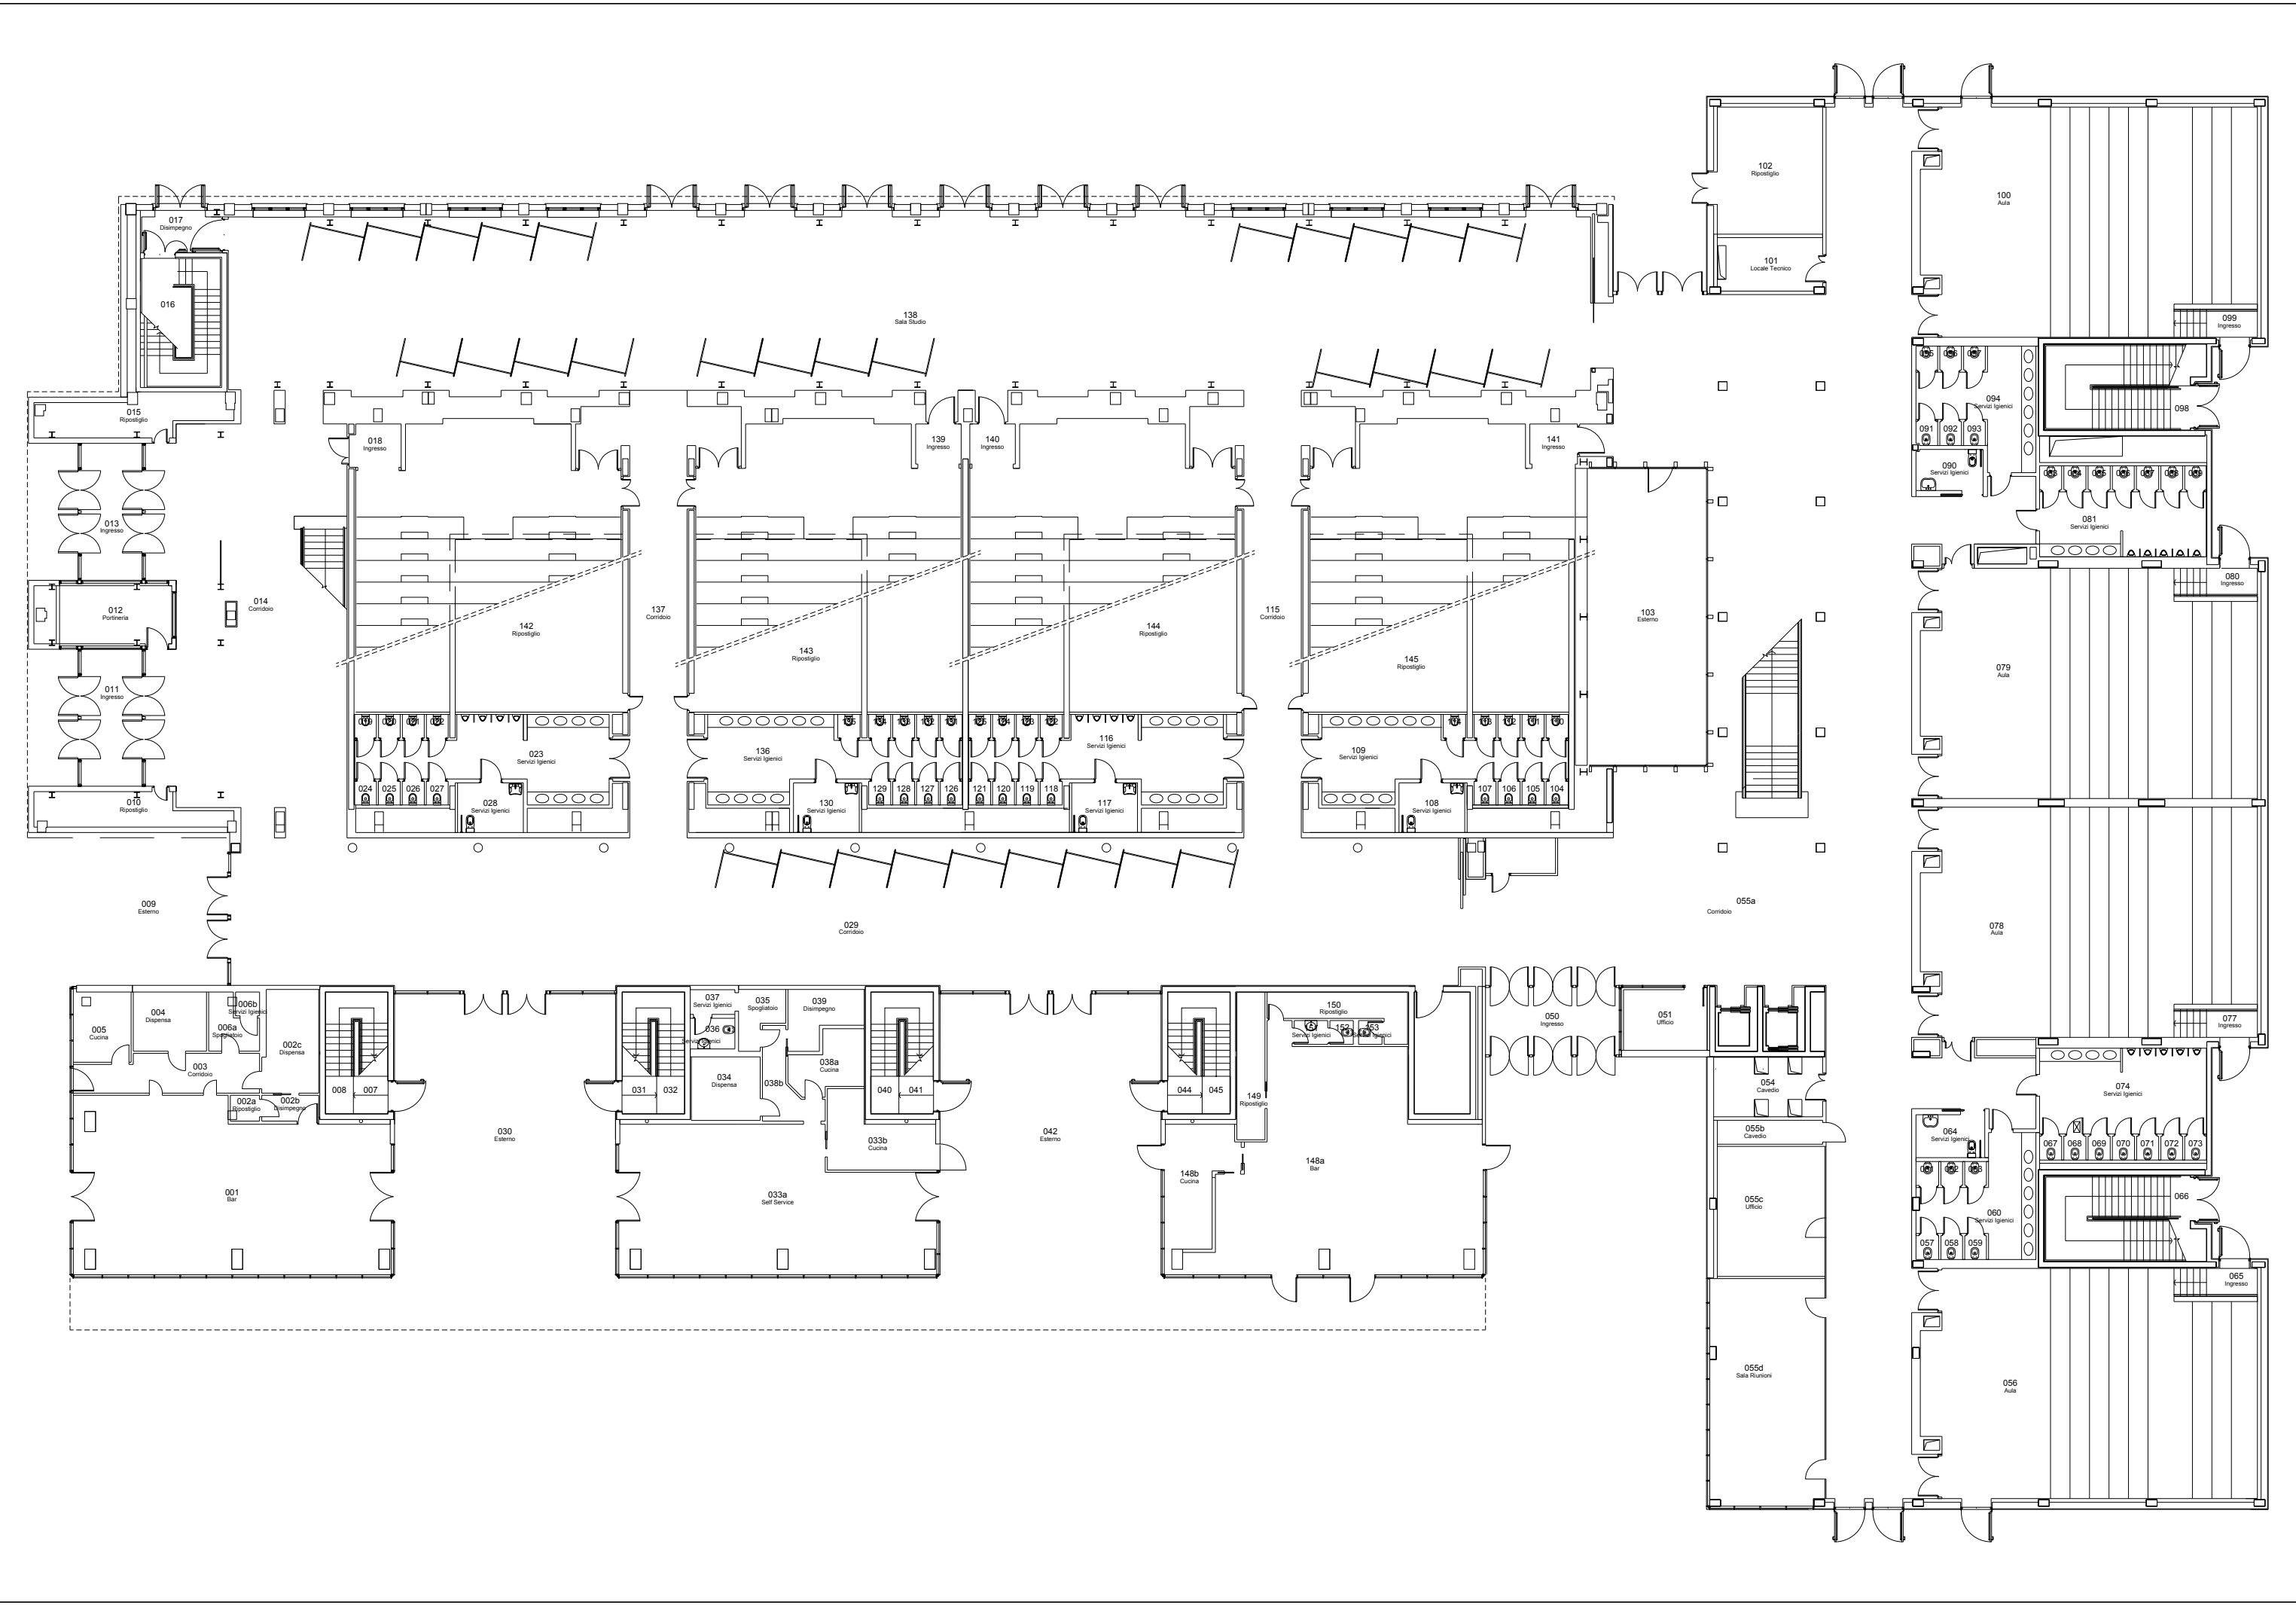 102
Ripostiglio
100
Aula
017
Disimpegno
101
Locale Tecnico
016
138
Sala Studio
099
Ingresso
015
Ripostiglio
094
Servizi Igienici
098
091
092
093
018
Ingresso
139
Ingresso
140
Ingresso
141
Ingresso
090
Servizi Igienici
013
Ingresso
081
Servizi Igienici
080
Ingresso
014
Corridoio
012
Portineria
142
Ripostiglio
137
Corridoio
143
Ripostiglio
144
Ripostiglio
115
Corridoio
145
Ripostiglio
103
Esterno
079
Aula
011
Ingresso
023
Servizi Igienici
136
Servizi Igienici
116
Servizi Igienici
109
Servizi Igienici
010
Ripostiglio
024
025
026
027
028
Servizi Igienici
130
Servizi Igienici
129
128
127
126
121
120
119
118
117
Servizi Igienici
108
Servizi Igienici
107
106
105
104
009
Esterno
029
Corridoio
055a
Corridoio
078
Aula
005
Cucina
004
Dispensa
006b
Servizi Igienici
006a
Spogliatoio
002c
Dispensa
003
Corridoio
002a
Ripostiglio
002b
Disimpegno
008
007
037
Servizi Igienici
036
Servizi Igienici
035
Spogliatoio
039
Disimpegno
038a
Cucina
038b
034
Dispensa
031
032
040
041
044
045
150
Ripostiglio
151
Servizi Igienici
152
153
Servizi Igienici
149
Ripostiglio
050
Ingresso
051
Ufficio
077
Ingresso
054
Cavedio
074
Servizi Igienici
055b
Cavedio
064
Servizi Igienici
067
068
069
070
071
072
073
030
Esterno
042
Esterno
033b
Cucina
148a
Bar
148b
Cucina
001
Bar
033a
Self Service
055c
Ufficio
066
060
Servizi Igienici
057
058
059
065
Ingresso
055d
Sala Riunioni
056
Aula